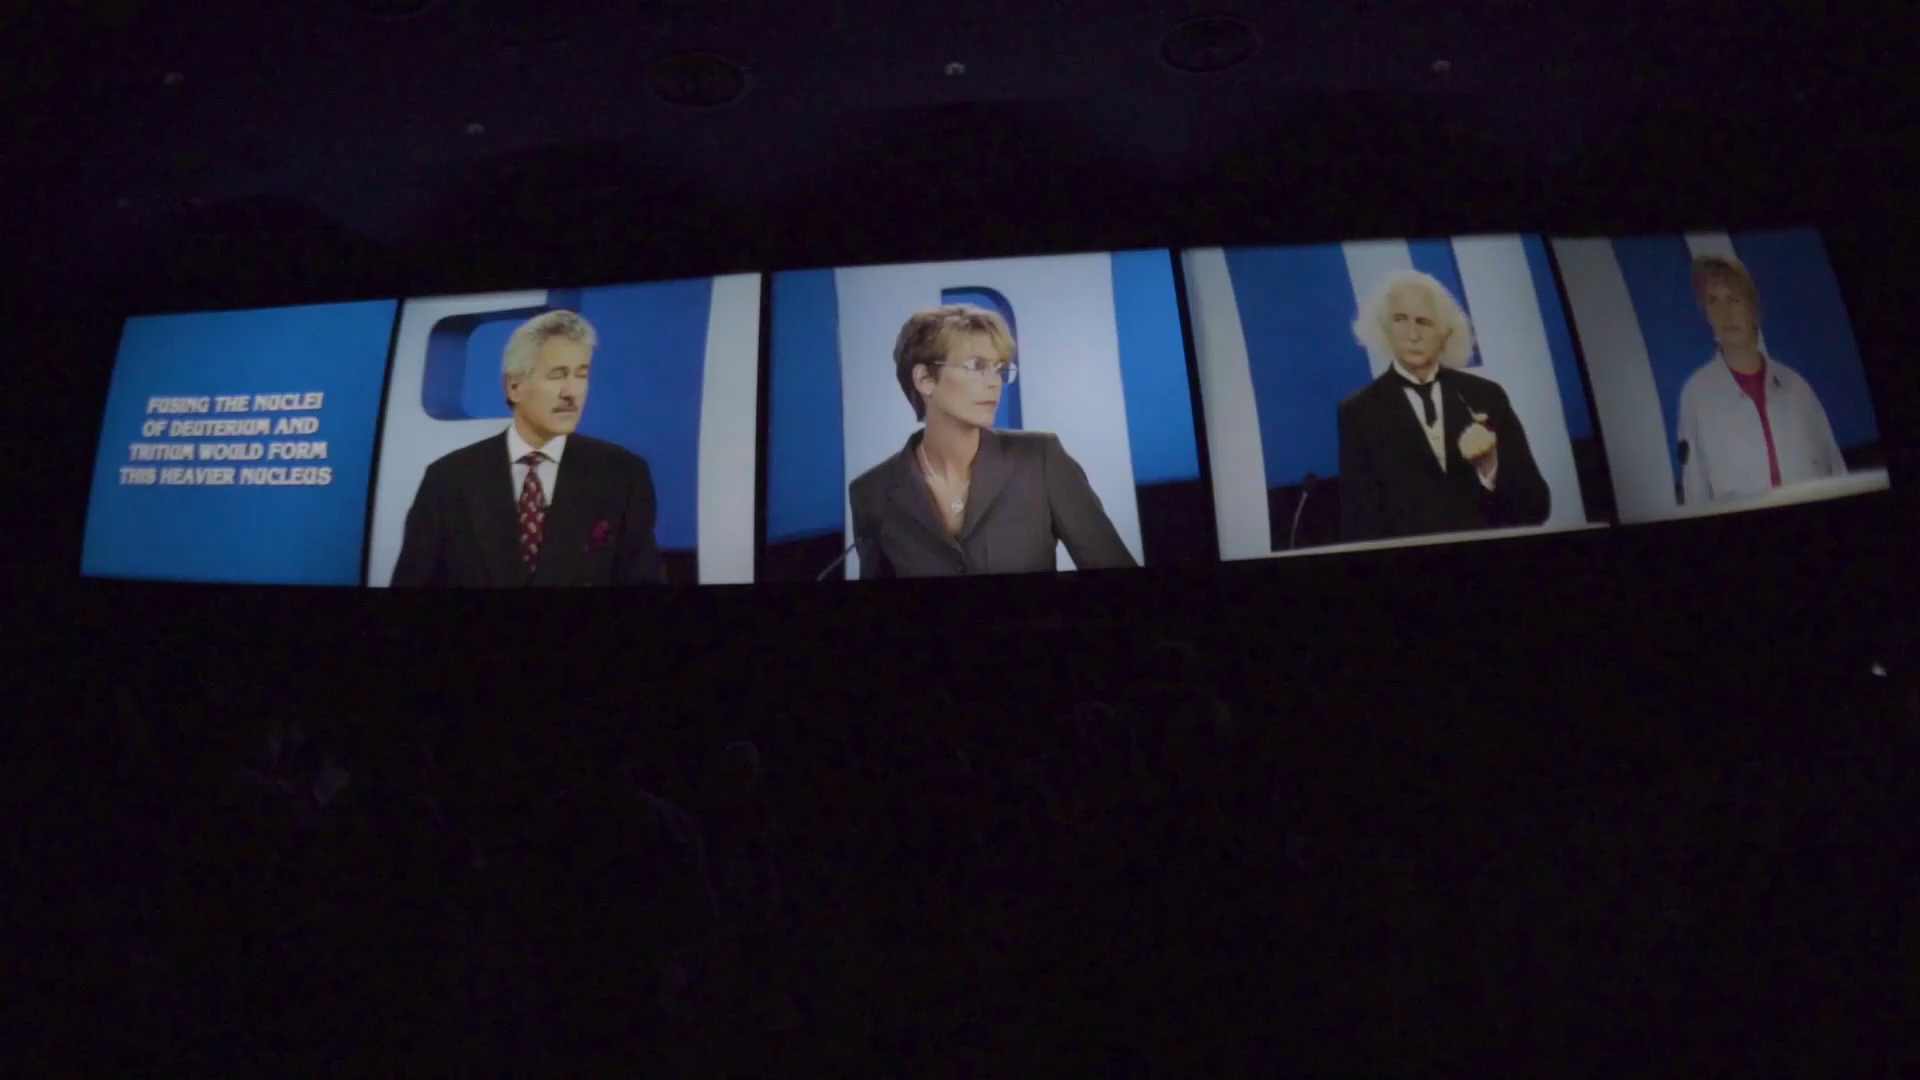 FUSING THE NUCLEI
OF DEUTERIUM AND
TRITIUM WOULD FORM
THIS HEAVIER NUCLEUS